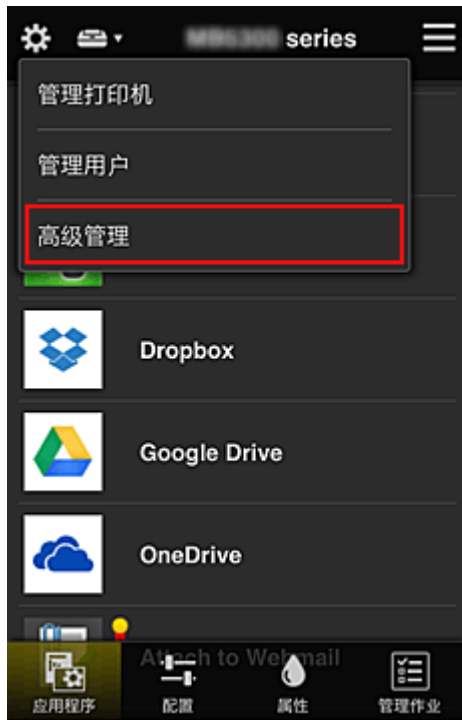 series
管理打印机
管理用户
高级管理
Dropbox
Google Drive
OneDrive
Attach to Webmail
应用程序
配置
属性
管理作业